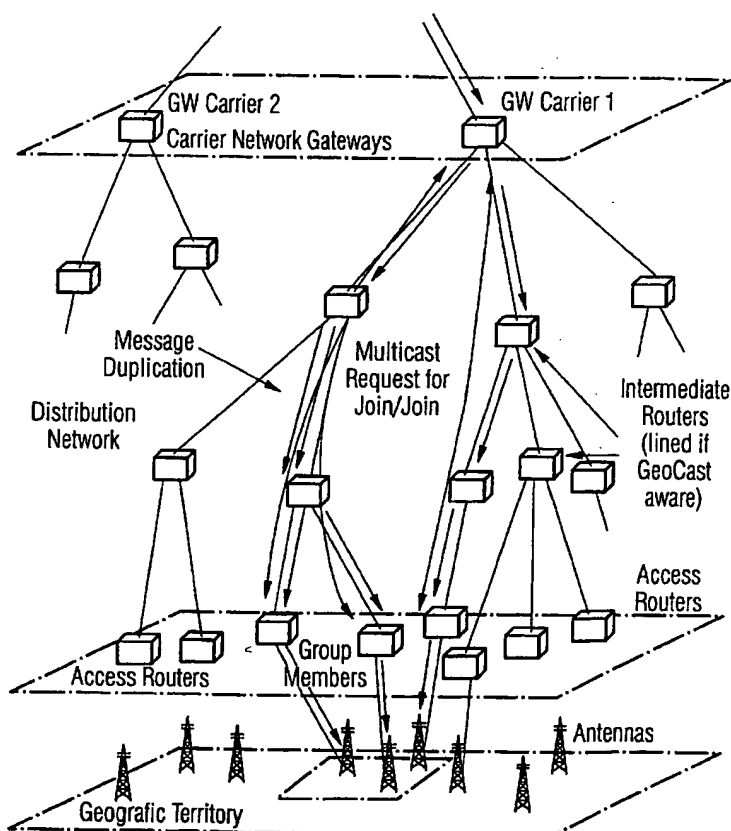 GW Carrier 2
GW Carrier 1
Carrier Network Gateways
Message
Duplication
Multicast
Request for
Join/Join
Distribution
Network
Intermediate
Routers
(lined if
GeoCast
aware)
Access
Routers
Group
Members
Access Routers
Antennas
Geografic Territory